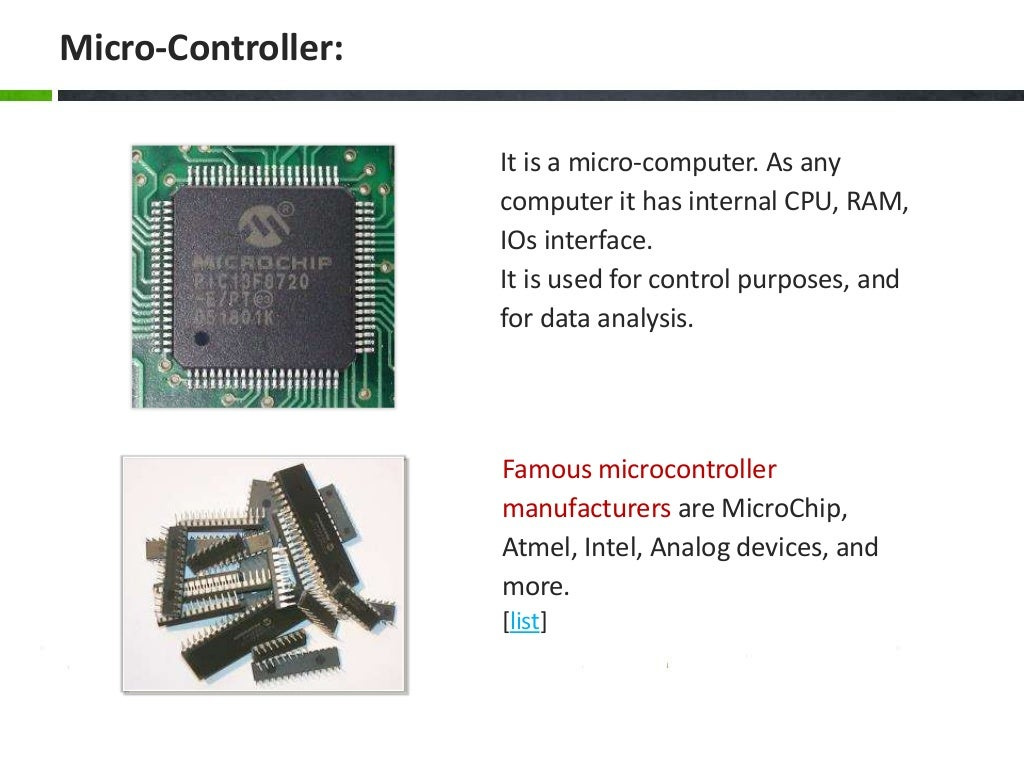 Micro-Controller:
It is a micro-computer. As any
computer it has internal CPU, RAM,
IOs interface.
It is used for control purposes, and
for data analysis.
MICROCHIP
PIC18F8720
-E/PT
051801K
Famous microcontroller
manufacturers are MicroChip,
Atmel, Intel, Analog devices, and
more.
[list]